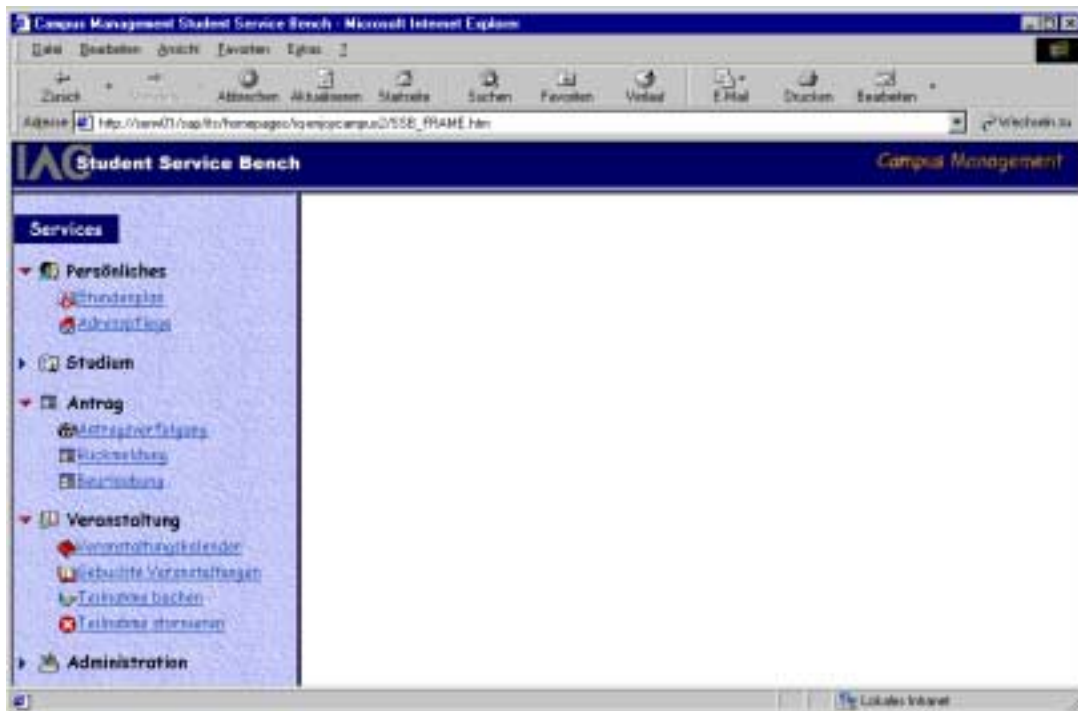 Campus Management Student Service Bench - Microsoft Internet Explorer
Datei Bearbeiten Ansicht Favoriten Extras ?
Zurück Abbrechen Aktualisieren Startseite Suchen Favoriten Verlauf E-Mail Drucken Bearbeiten
Adresse Wechseln zu
IAC Student Service Bench Campus Management
Services
Persönliches
Stundenplan
Adresspflege
Studium
Antrag
Antragsverfolgung
Rückmeldung
Beurlaubung
Veranstaltung
Veranstaltungskalender
Gebuchte Veranstaltungen
Teilnahme buchen
Teilnahme stornieren
Administration
Lokales Intranet